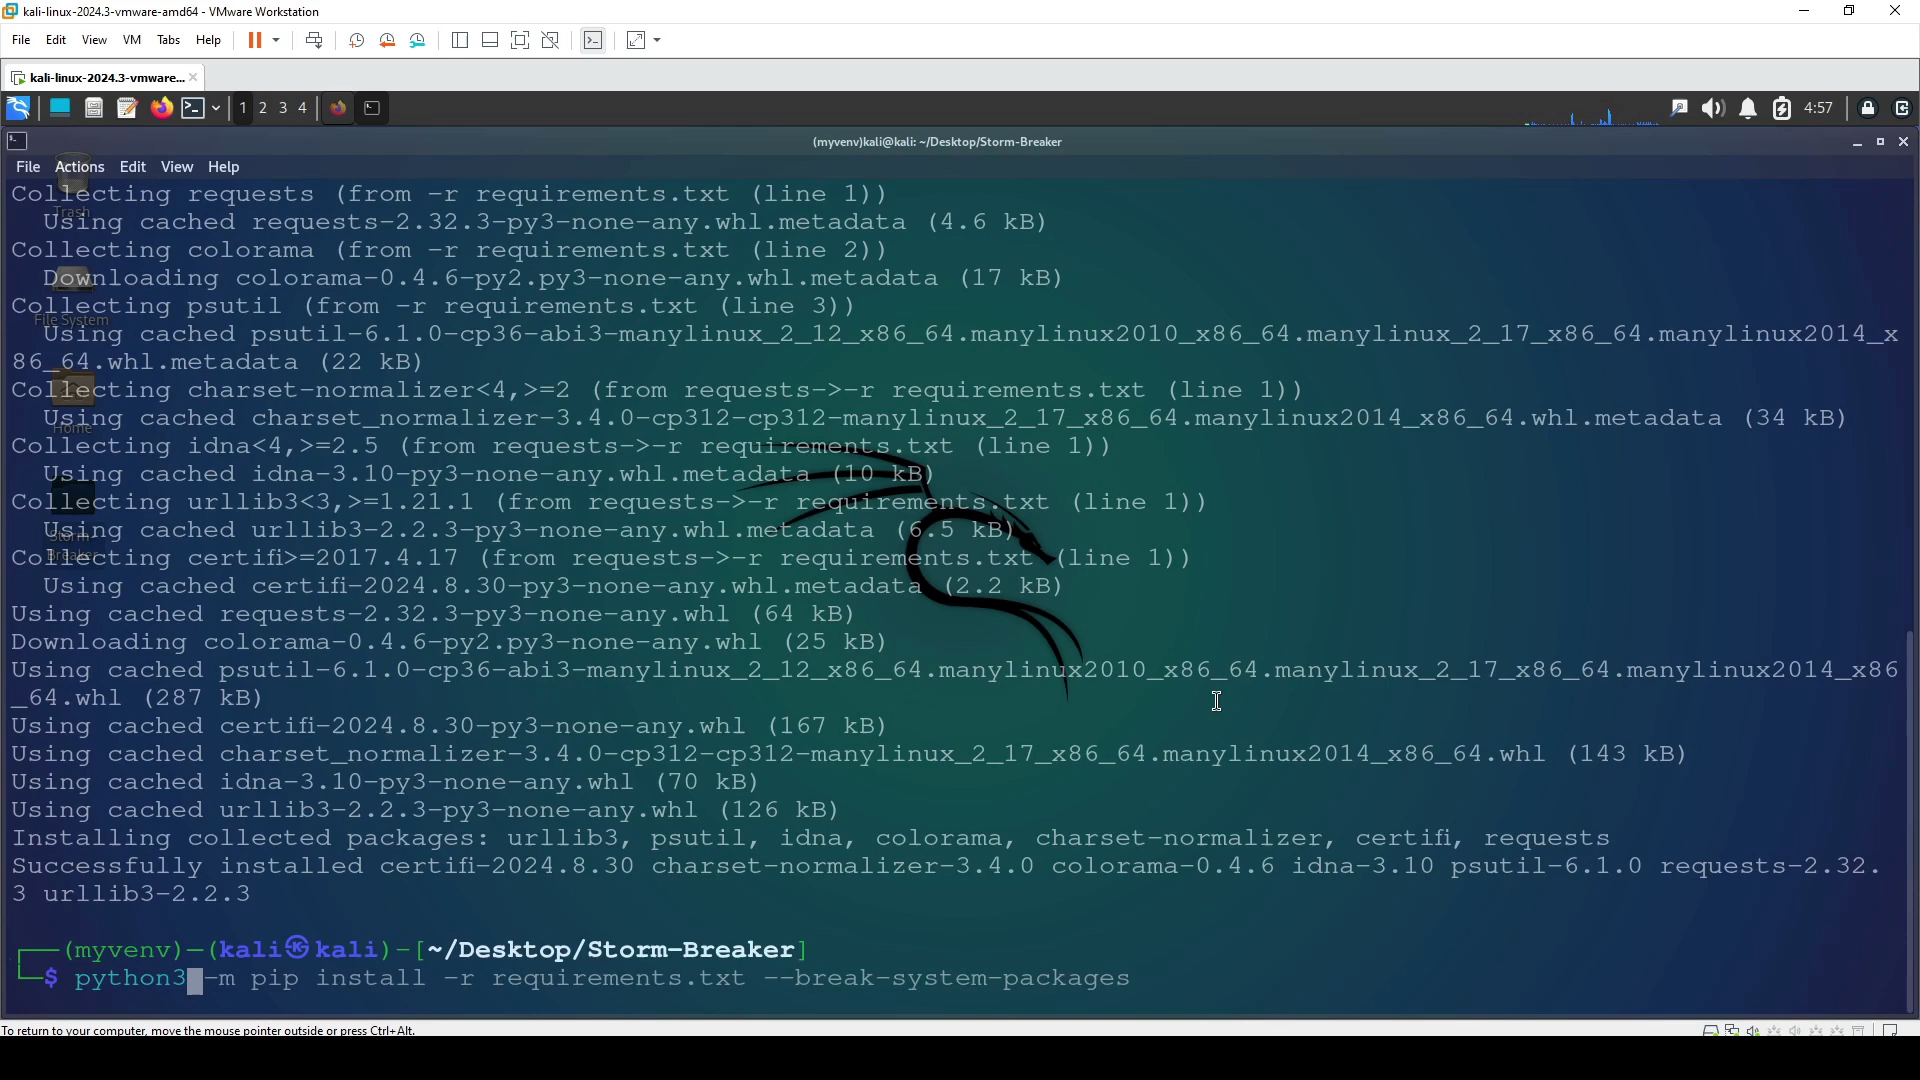 kali-linux-2024.3-vmware-amd64 - VMware Workstation
File Edit View VM Tabs Help
kali-linux-2024.3-vmware...
1 2 3 4 4:57
(myvenv)kali@kali: ~/Desktop/Storm-Breaker
File Actions Edit View Help
Collecting requests (from -r requirements.txt (line 1))
Trash
Using cached requests-2.32.3-py3-none-any.whl.metadata (4.6 kB)
Collecting colorama (from -r requirements.txt (line 2))
Downloading colorama-0.4.6-py2.py3-none-any.whl.metadata (17 kB)
Collecting psutil (from -r requirements.txt (line 3))
File System
Using cached psutil-6.1.0-cp36-abi3-manylinux_2_12_x86_64.manylinux2010_x86_64.manylinux_2_17_x86_64.manylinux2014_x
86_64.whl.metadata (22 kB)
Collecting charset-normalizer<4,>=2 (from requests->-r requirements.txt (line 1))
Using cached charset_normalizer-3.4.0-cp312-cp312-manylinux_2_17_x86_64.manylinux2014_x86_64.whl.metadata (34 kB)
Home
Collecting idna<4,>=2.5 (from requests->-r requirements.txt (line 1))
Using cached idna-3.10-py3-none-any.whl.metadata (10 kB)
Collecting urllib3<3,>=1.21.1 (from requests->-r requirements.txt (line 1))
Using cached urllib3-2.2.3-py3-none-any.whl.metadata (6.5 kB)
Storm-
Breaker
Collecting certifi>=2017.4.17 (from requests->-r requirements.txt (line 1))
Using cached certifi-2024.8.30-py3-none-any.whl.metadata (2.2 kB)
Using cached requests-2.32.3-py3-none-any.whl (64 kB)
Downloading colorama-0.4.6-py2.py3-none-any.whl (25 kB)
Using cached psutil-6.1.0-cp36-abi3-manylinux_2_12_x86_64.manylinux2010_x86_64.manylinux_2_17_x86_64.manylinux2014_x86
_64.whl (287 kB)
Using cached certifi-2024.8.30-py3-none-any.whl (167 kB)
Using cached charset_normalizer-3.4.0-cp312-cp312-manylinux_2_17_x86_64.manylinux2014_x86_64.whl (143 kB)
Using cached idna-3.10-py3-none-any.whl (70 kB)
Using cached urllib3-2.2.3-py3-none-any.whl (126 kB)
Installing collected packages: urllib3, psutil, idna, colorama, charset-normalizer, certifi, requests
Successfully installed certifi-2024.8.30 charset-normalizer-3.4.0 colorama-0.4.6 idna-3.10 psutil-6.1.0 requests-2.32.
3 urllib3-2.2.3
┌──(myvenv)─(kali㉿kali)-[~/Desktop/Storm-Breaker]
└─$ python3 -m pip install -r requirements.txt --break-system-packages
To return to your computer, move the mouse pointer outside or press Ctrl+Alt.